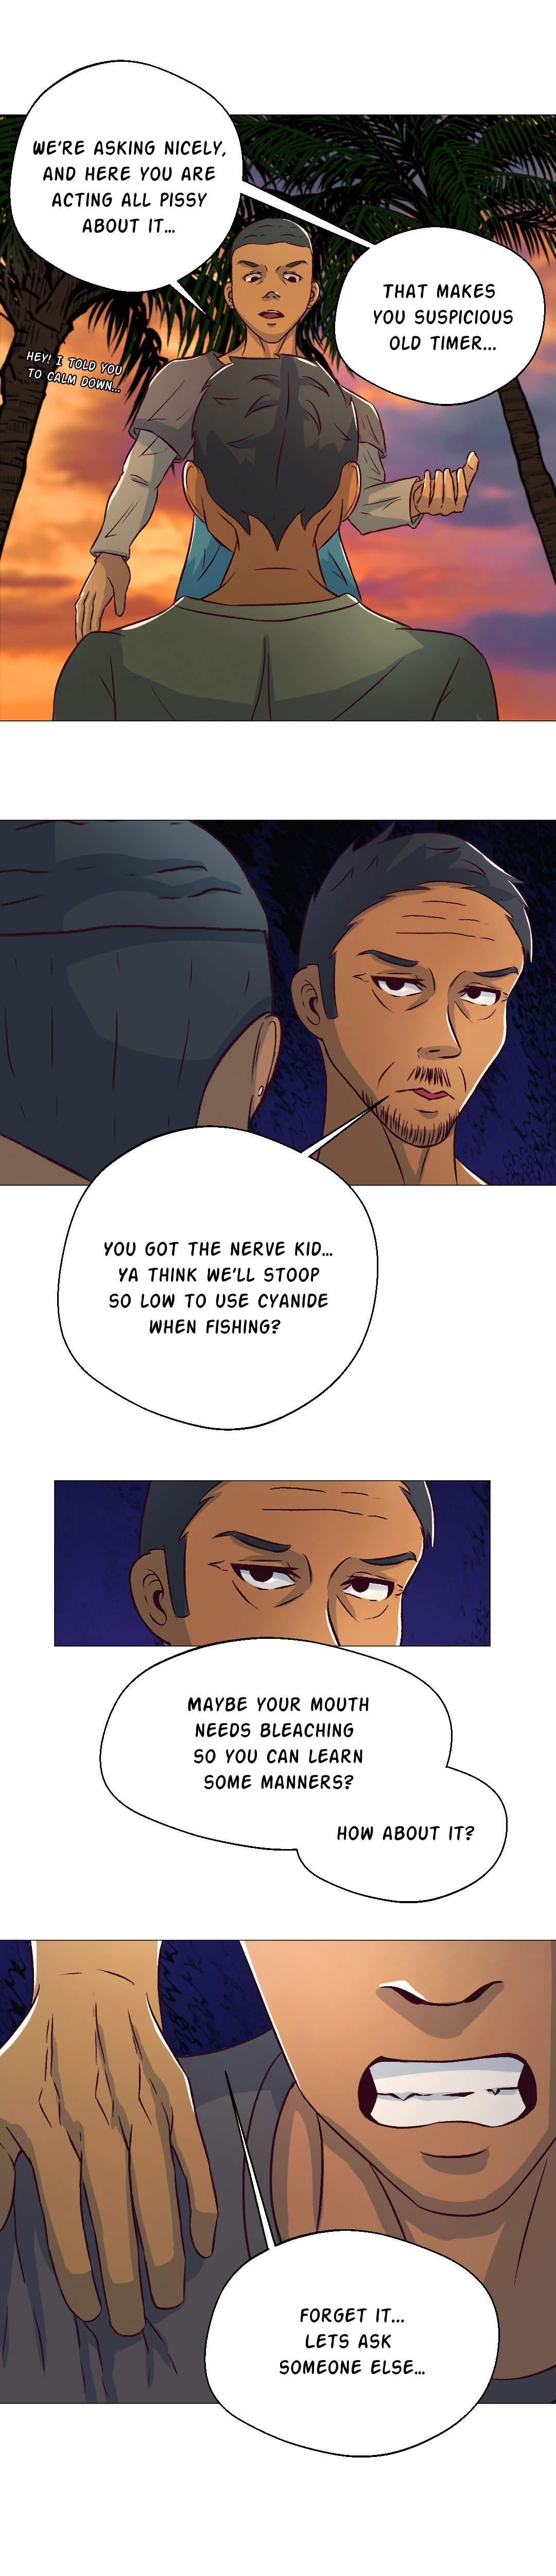 WE'RE ASKING NICELY,
AND HERE YOU ARE
ACTING ALL PISSY
ABOUT IT...
THAT MAKES
YOU SUSPICIOUS
OLD TIMER...
HEY! I TOLD YOU
TO CALM DOWN...
YOU GOT THE NERVE KID...
YA THINK WE'LL STOOP
SO LOW TO USE CYANIDE
WHEN FISHING?
MAYBE YOUR MOUTH
NEEDS BLEACHING
SO YOU CAN LEARN
SOME MANNERS?
HOW ABOUT IT?
FORGET IT...
LETS ASK
SOMEONE ELSE...